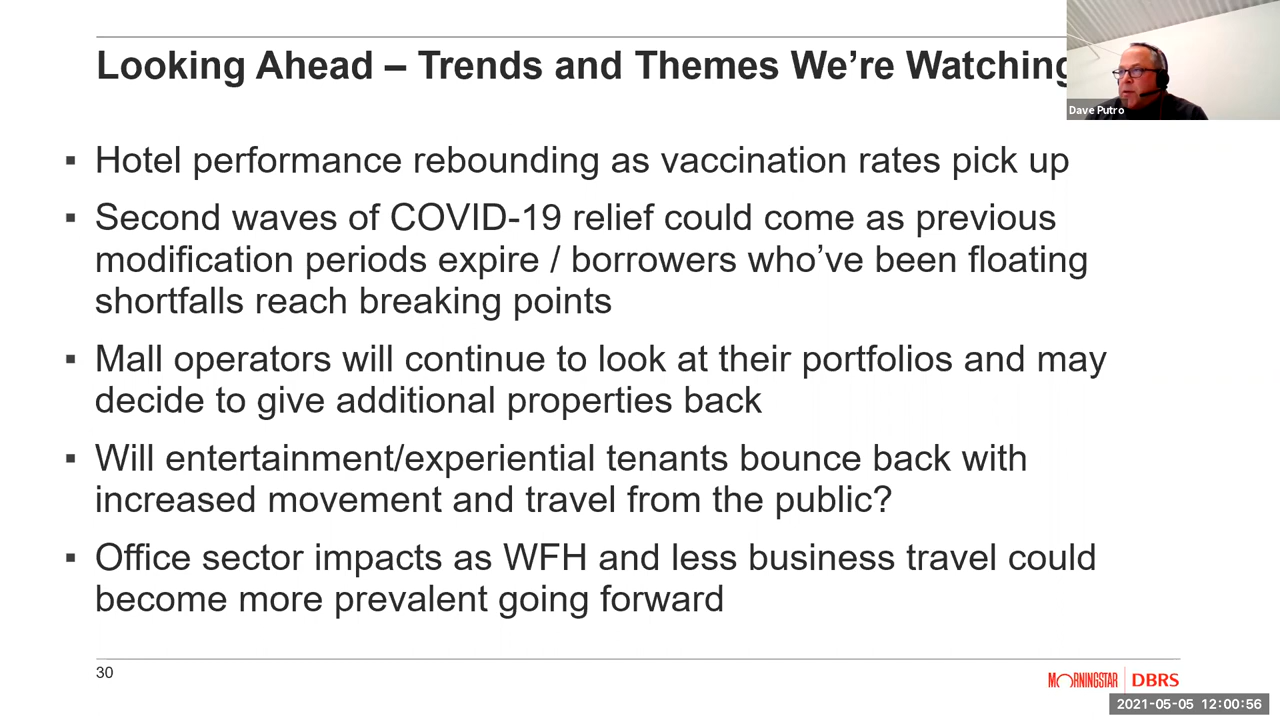 Looking Ahead – Trends and Themes We're Watching
Dave Putro
▪ Hotel performance rebounding as vaccination rates pick up
▪ Second waves of COVID-19 relief could come as previous
modification periods expire / borrowers who've been floating
shortfalls reach breaking points
▪ Mall operators will continue to look at their portfolios and may
decide to give additional properties back
▪ Will entertainment/experiential tenants bounce back with
increased movement and travel from the public?
▪ Office sector impacts as WFH and less business travel could
become more prevalent going forward
30
MORNINGSTAR | DBRS
2021-05-05 12:00:56